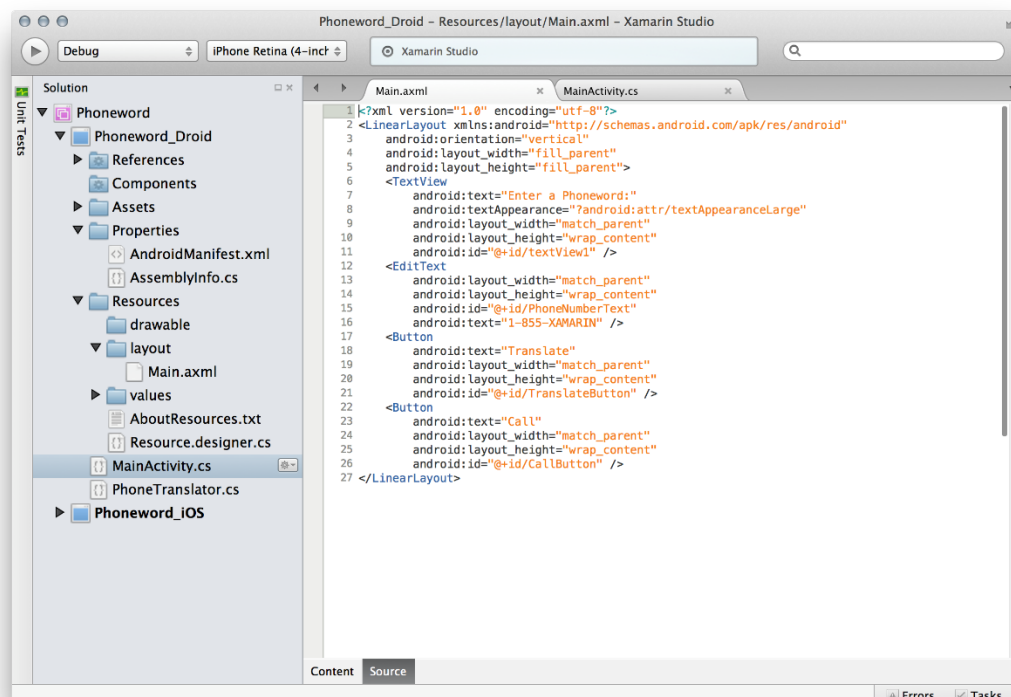 Phoneword_Droid – Resources/layout/Main.axml – Xamarin Studio
Debug
iPhone Retina (4-inch
Xamarin Studio
Unit Tests
Solution
Phoneword
Phoneword_Droid
References
Components
Assets
Properties
AndroidManifest.xml
AssemblyInfo.cs
Resources
drawable
layout
Main.axml
values
AboutResources.txt
Resource.designer.cs
MainActivity.cs
PhoneTranslator.cs
Phoneword_iOS
Main.axml
MainActivity.cs
1 <?xml version="1.0" encoding="utf-8"?>
2 <LinearLayout xmlns:android="http://schemas.android.com/apk/res/android"
3 android:orientation="vertical"
4 android:layout_width="fill_parent"
5 android:layout_height="fill_parent">
6 <TextView
7 android:text="Enter a Phoneword:"
8 android:textAppearance="?android:attr/textAppearanceLarge"
9 android:layout_width="match_parent"
10 android:layout_height="wrap_content"
11 android:id="@+id/textView1" />
12 <EditText
13 android:layout_width="match_parent"
14 android:layout_height="wrap_content"
15 android:id="@+id/PhoneNumberText"
16 android:text="1-855-XAMARIN" />
17 <Button
18 android:text="Translate"
19 android:layout_width="match_parent"
20 android:layout_height="wrap_content"
21 android:id="@+id/TranslateButton" />
22 <Button
23 android:text="Call"
24 android:layout_width="match_parent"
25 android:layout_height="wrap_content"
26 android:id="@+id/CallButton" />
27 </LinearLayout>
Content
Source
Errors
Tasks